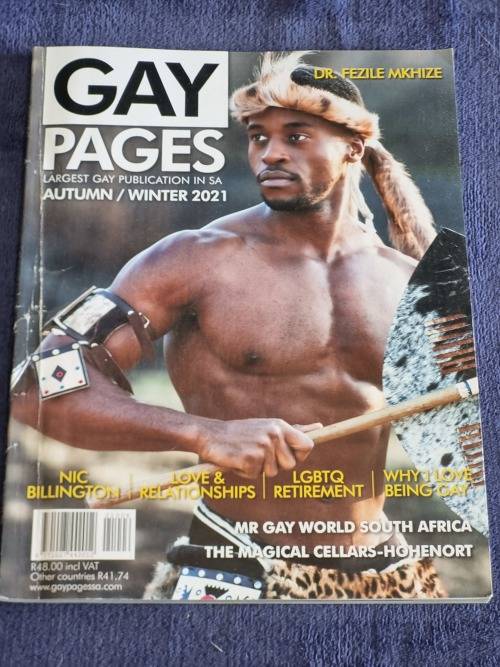 GAY
PAGES
LARGEST GAY PUBLICATION IN SA
AUTUMN / WINTER 2021
DR. FEZILE MKHIZE
NIC
BILLINGTON
LOVE &
RELATIONSHIPS
LGBTQ
RETIREMENT
WHY I LOVE
BEING GAY
MR GAY WORLD SOUTH AFRICA
THE MAGICAL CELLARS-HOHENORT
R48.00 incl VAT
Other countries R41,74
www.gaypagessa.com